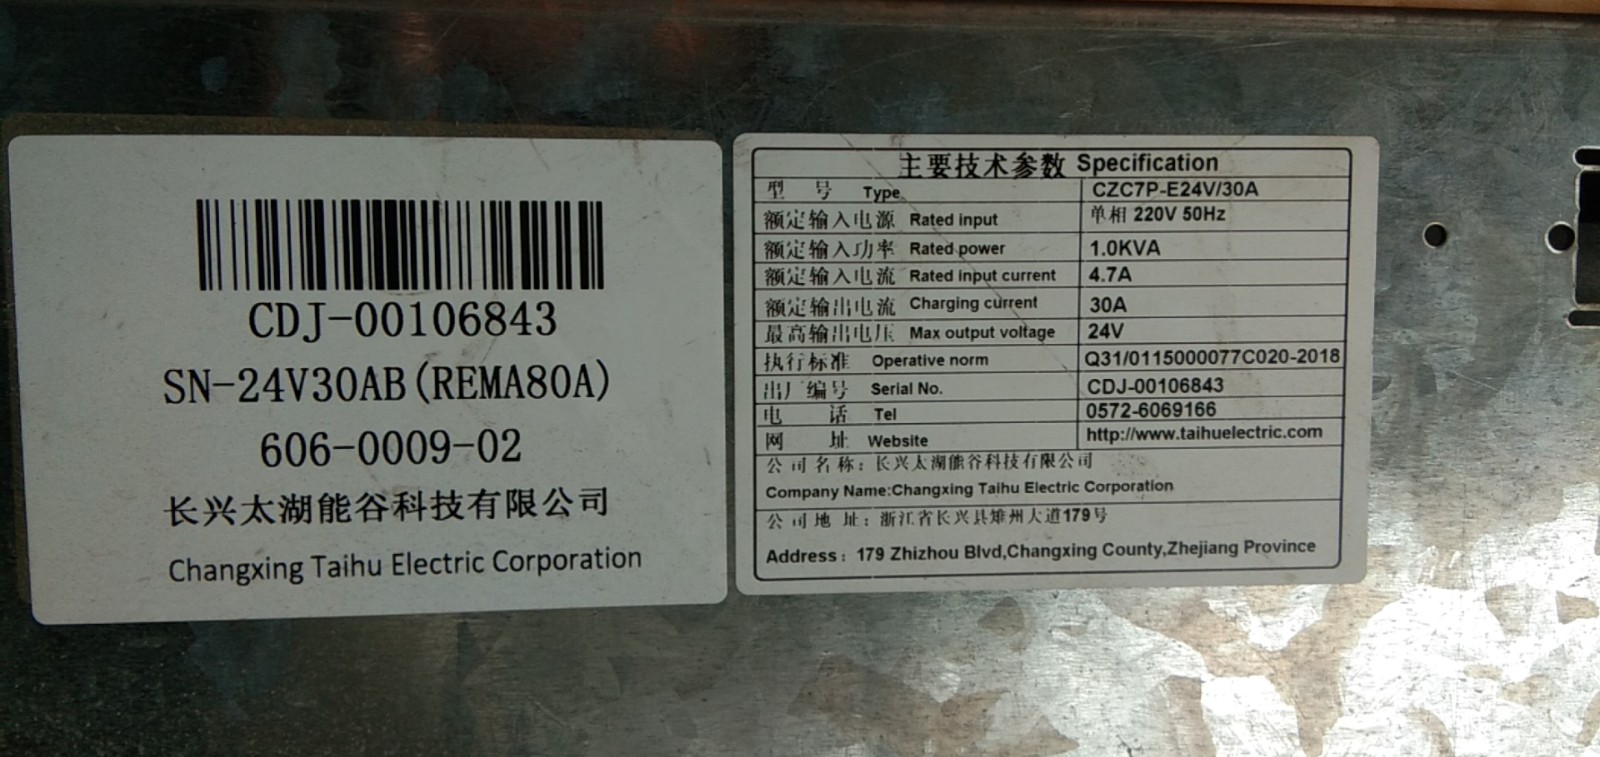 CDJ-00106843
SN-24V30AB(REMA80A)
606-0009-02
长兴太湖能谷科技有限公司
Changxing Taihu Electric Corporation
主要技术参数 Specification
型 号 Type CZC7P-E24V/30A
额定输入电源 Rated input 单相 220V 50Hz
额定输入功率 Rated power 1.0KVA
额定输入电流 Rated input current 4.7A
额定输出电流 Charging current 30A
最高输出电压 Max output voltage 24V
执行标准 Operative norm Q31/0115000077C020-2018
出厂编号 Serial No. CDJ-00106843
电 话 Tel 0572-6069166
网 址 Website http://www.taihuelectric.com
公司名称：长兴太湖能谷科技有限公司
Company Name:Changxing Taihu Electric Corporation
公司地 址：浙江省长兴县雉州大道179号
Address：179 Zhizhou Blvd,Changxing County,Zhejiang Province